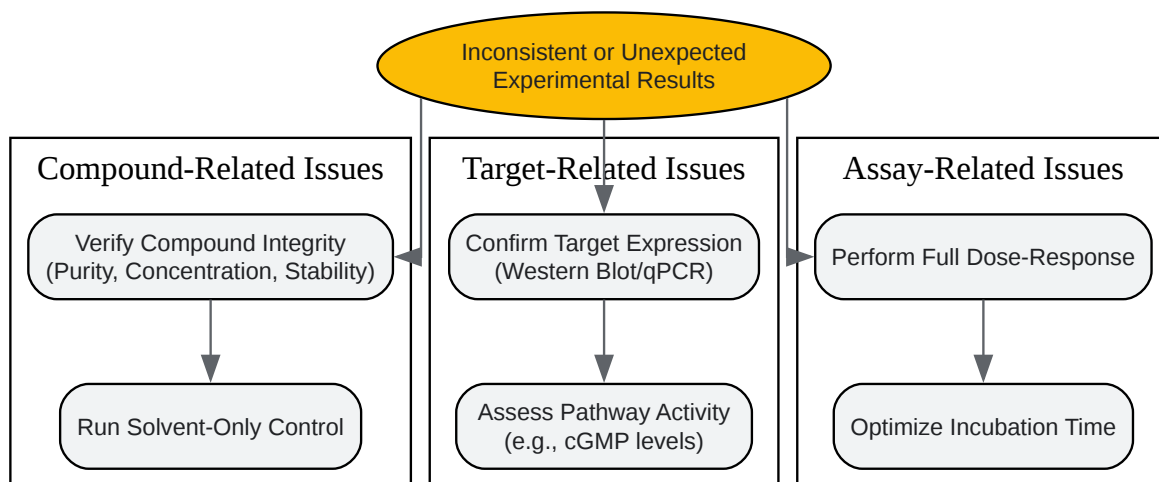 Inconsistent or Unexpected
Experimental Results
Compound-Related Issues
Verify Compound Integrity
(Purity, Concentration, Stability)
Run Solvent-Only Control
Target-Related Issues
Confirm Target Expression
(Western Blot/qPCR)
Assess Pathway Activity
(e.g., cGMP levels)
Assay-Related Issues
Perform Full Dose-Response
Optimize Incubation Time